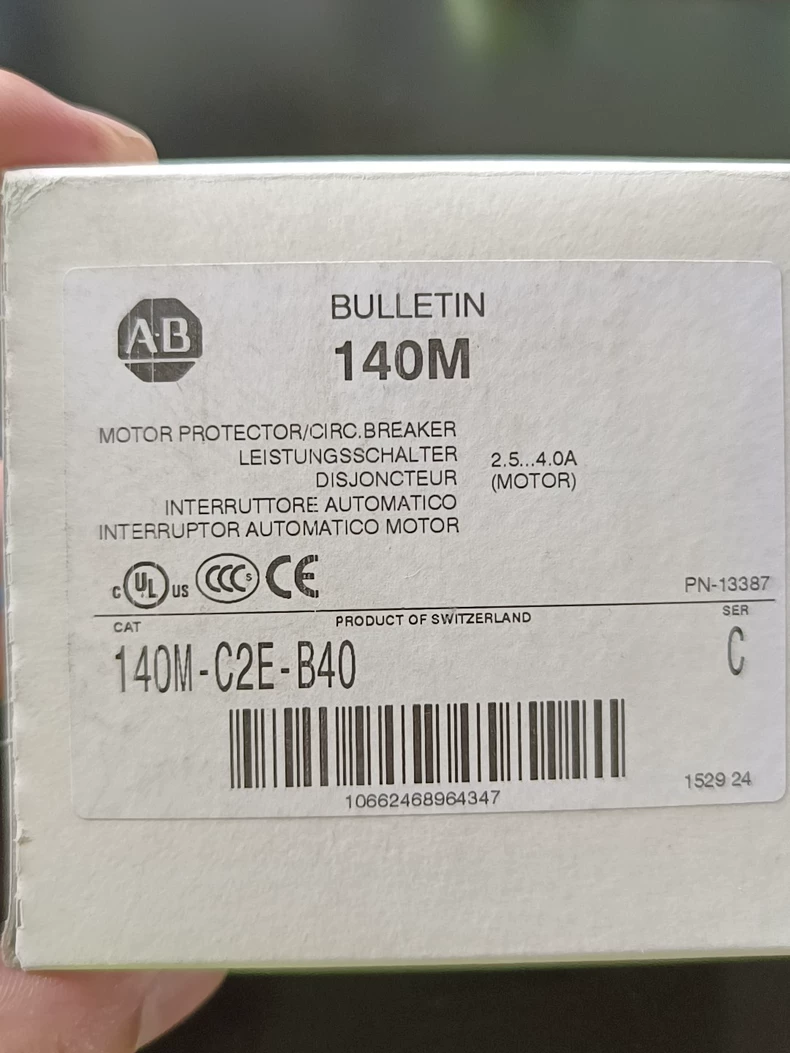 A-B
BULLETIN
140M
MOTOR PROTECTOR/CIRC.BREAKER
LEISTUNGSSCHALTER
DISJONCTEUR
INTERRUTTORE AUTOMATICO
INTERRUPTOR AUTOMATICO MOTOR
2.5...4.0A
(MOTOR)
c UL us CCC S CE
PN-13387
CAT
PRODUCT OF SWITZERLAND
SER
140M-C2E-B40
C
10662468964347
1529 24